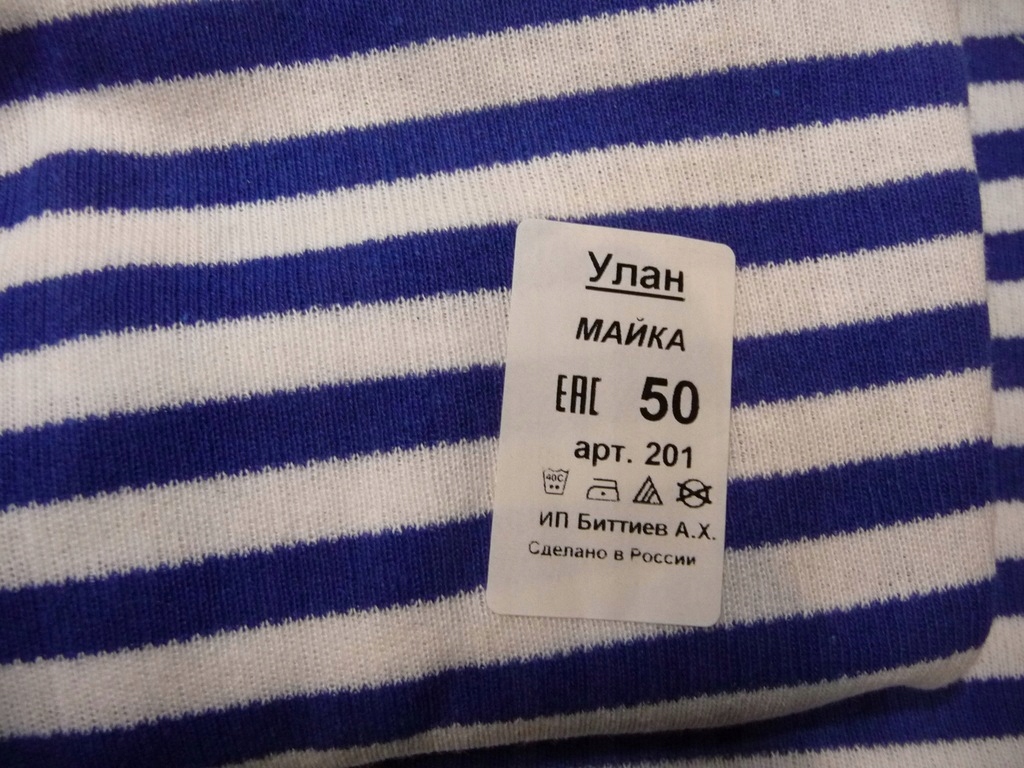 Улан
МАЙКА
ЕАС 50
арт. 201
40С
ИП Биттиев А.Х.
Сделано в России